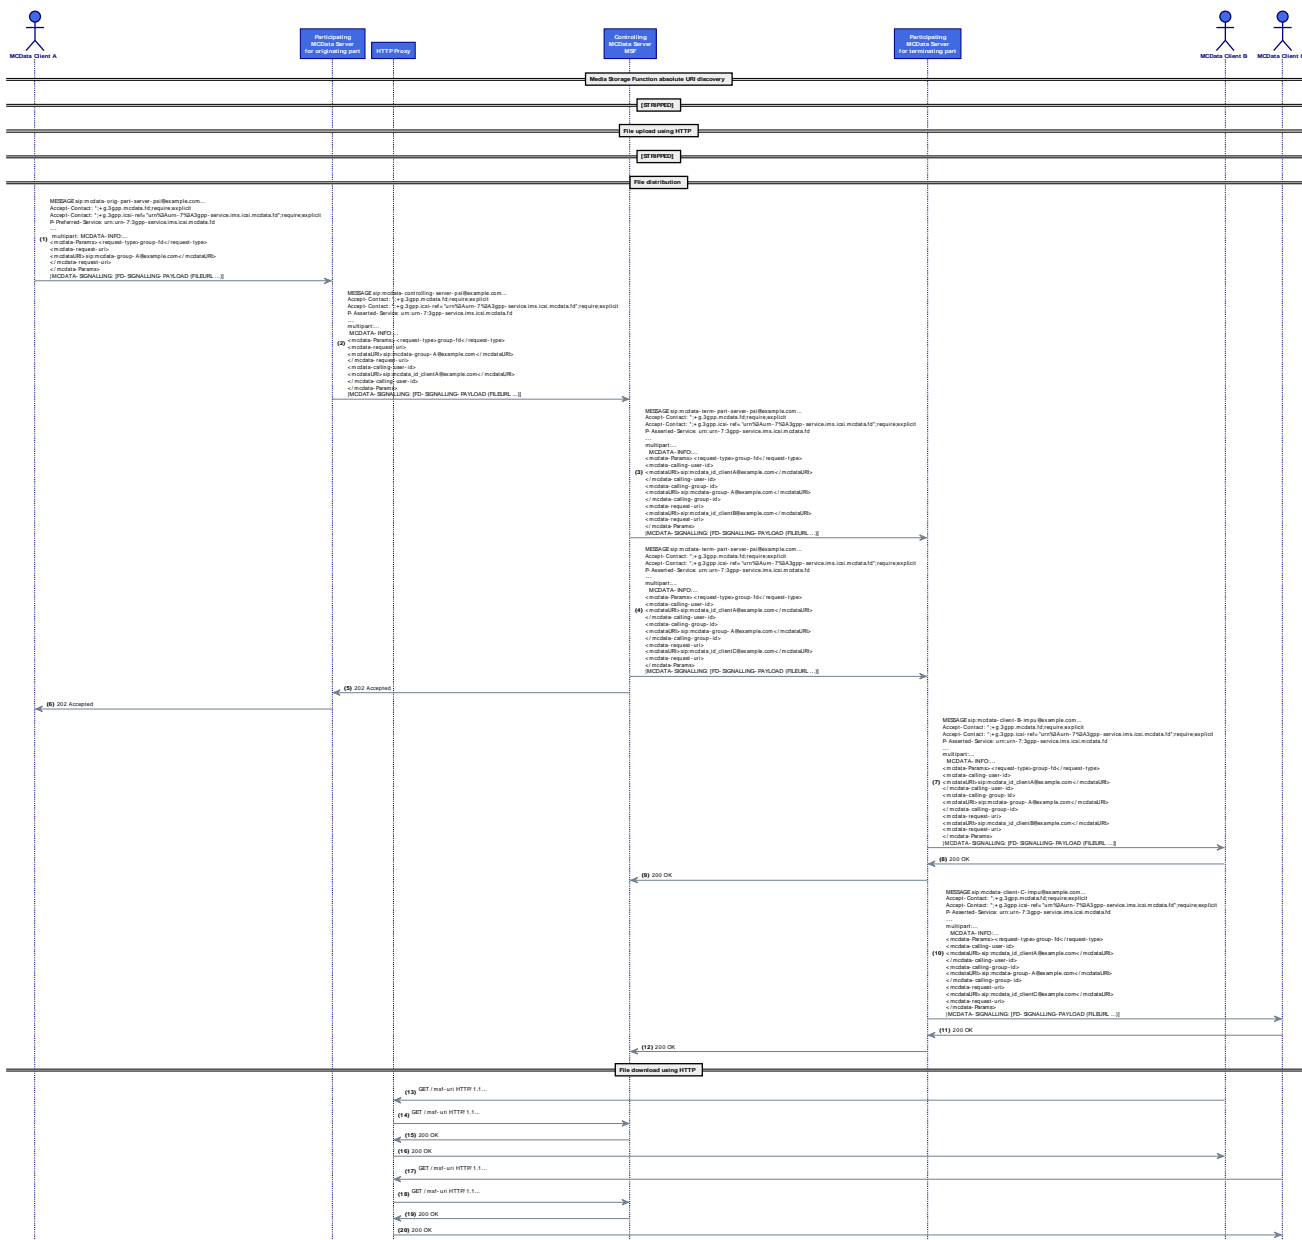 MCData Client A
Participating
MCData Server
for originating part
HTTP Proxy
Controlling
MCData Server
MSF
Participating
MCData Server
for terminating part
MCData Client B
MCData Client
Media Storage Function absolute URI discovery
[STRIPPED]
File upload using HTTP
[STRIPPED]
File distribution
MESSAGE sip:mcdata-orig-part-server-psi@example.com...
Accept-Contact: *;+g.3gpp.mcdata.fd;require;explicit
Accept-Contact: *;+g.3gpp.icsi-ref="urn%3Aurn-7%3A3gpp-service.ims.icsi.mcdata.fd";require;explicit
P-Preferred-Service: urn:urn-7:3gpp-service.ims.icsi.mcdata.fd
....
multipart: MCDATA-INFO:...
(1)
<mcdata-Params><request-type>group-fd</request-type>
<mcdata-request-uri>
<mcdataURI>sip:mcdata-group-A@example.com</mcdataURI>
</mcdata-request-uri>
</mcdata-Params>
|MCDATA-SIGNALLING: [FD-SIGNALLING-PAYLOAD (FILEURL ...)]
MESSAGE sip:mcdata-controlling-server-psi@example.com...
Accept-Contact: *;+g.3gpp.mcdata.fd;require;explicit
Accept-Contact: *;+g.3gpp.icsi-ref="urn%3Aurn-7%3A3gpp-service.ims.icsi.mcdata.fd";require;explicit
P-Asserted-Service: urn:urn-7:3gpp-service.ims.icsi.mcdata.fd
....
multipart:...
MCDATA-INFO:...
(2) <mcdata-Params><request-type>group-fd</request-type>
<mcdata-request-uri>
<mcdataURI>sip:mcdata-group-A@example.com</mcdataURI>
</mcdata-request-uri>
<mcdata-calling-user-id>
<mcdataURI>sip:mcdata_id_clientA@example.com</mcdataURI>
</mcdata-calling-user-id>
</mcdata-Params>
|MCDATA-SIGNALLING: [FD-SIGNALLING-PAYLOAD (FILEURL ...)]
MESSAGE sip:mcdata-term-part-server-psi@example.com...
Accept-Contact: *;+g.3gpp.mcdata.fd;require;explicit
Accept-Contact: *;+g.3gpp.icsi-ref="urn%3Aurn-7%3A3gpp-service.ims.icsi.mcdata.fd";require;explicit
P-Asserted-Service: urn:urn-7:3gpp-service.ims.icsi.mcdata.fd
....
multipart:...
MCDATA-INFO:...
<mcdata-Params><request-type>group-fd</request-type>
<mcdata-calling-user-id>
(3) <mcdataURI>sip:mcdata_id_clientA@example.com</mcdataURI>
</mcdata-calling-user-id>
<mcdata-calling-group-id>
<mcdataURI>sip:mcdata-group-A@example.com</mcdataURI>
</mcdata-calling-group-id>
<mcdata-request-uri>
<mcdataURI>sip:mcdata_id_clientB@example.com</mcdataURI>
<mcdata-request-uri>
</mcdata-Params>
|MCDATA-SIGNALLING: [FD-SIGNALLING-PAYLOAD (FILEURL ...)]
MESSAGE sip:mcdata-term-part-server-psi@example.com...
Accept-Contact: *;+g.3gpp.mcdata.fd;require;explicit
Accept-Contact: *;+g.3gpp.icsi-ref="urn%3Aurn-7%3A3gpp-service.ims.icsi.mcdata.fd";require;explicit
P-Asserted-Service: urn:urn-7:3gpp-service.ims.icsi.mcdata.fd
....
multipart:...
MCDATA-INFO:...
<mcdata-Params><request-type>group-fd</request-type>
<mcdata-calling-user-id>
(4) <mcdataURI>sip:mcdata_id_clientA@example.com</mcdataURI>
</mcdata-calling-user-id>
<mcdata-calling-group-id>
<mcdataURI>sip:mcdata-group-A@example.com</mcdataURI>
</mcdata-calling-group-id>
<mcdata-request-uri>
<mcdataURI>sip:mcdata_id_clientC@example.com</mcdataURI>
<mcdata-request-uri>
</mcdata-Params>
|MCDATA-SIGNALLING: [FD-SIGNALLING-PAYLOAD (FILEURL ...)]
(5) 202 Accepted
(6) 202 Accepted
MESSAGE sip:mcdata-client-B-impu@example.com...
Accept-Contact: *;+g.3gpp.mcdata.fd;require;explicit
Accept-Contact: *;+g.3gpp.icsi-ref="urn%3Aurn-7%3A3gpp-service.ims.icsi.mcdata.fd";require;explicit
P-Asserted-Service: urn:urn-7:3gpp-service.ims.icsi.mcdata.fd
....
multipart:...
MCDATA-INFO:...
<mcdata-Params><request-type>group-fd</request-type>
<mcdata-calling-user-id>
(7) <mcdataURI>sip:mcdata_id_clientA@example.com</mcdataURI>
</mcdata-calling-user-id>
<mcdata-calling-group-id>
<mcdataURI>sip:mcdata-group-A@example.com</mcdataURI>
</mcdata-calling-group-id>
<mcdata-request-uri>
<mcdataURI>sip:mcdata_id_clientB@example.com</mcdataURI>
<mcdata-request-uri>
</mcdata-Params>
|MCDATA-SIGNALLING: [FD-SIGNALLING-PAYLOAD (FILEURL ...)]
(8) 200 OK
(9) 200 OK
MESSAGE sip:mcdata-client-C-impu@example.com...
Accept-Contact: *;+g.3gpp.mcdata.fd;require;explicit
Accept-Contact: *;+g.3gpp.icsi-ref="urn%3Aurn-7%3A3gpp-service.ims.icsi.mcdata.fd";require;explicit
P-Asserted-Service: urn:urn-7:3gpp-service.ims.icsi.mcdata.fd
....
multipart:...
MCDATA-INFO:...
<mcdata-Params><request-type>group-fd</request-type>
<mcdata-calling-user-id>
(10) <mcdataURI>sip:mcdata_id_clientA@example.com</mcdataURI>
</mcdata-calling-user-id>
<mcdata-calling-group-id>
<mcdataURI>sip:mcdata-group-A@example.com</mcdataURI>
</mcdata-calling-group-id>
<mcdata-request-uri>
<mcdataURI>sip:mcdata_id_clientC@example.com</mcdataURI>
<mcdata-request-uri>
</mcdata-Params>
|MCDATA-SIGNALLING: [FD-SIGNALLING-PAYLOAD (FILEURL ...)]
(11) 200 OK
(12) 200 OK
File download using HTTP
(13) GET /msf-uri HTTP/1.1...
(14) GET /msf-uri HTTP/1.1...
(15) 200 OK
(16) 200 OK
(17) GET /msf-uri HTTP/1.1...
(18) GET /msf-uri HTTP/1.1...
(19) 200 OK
(20) 200 OK